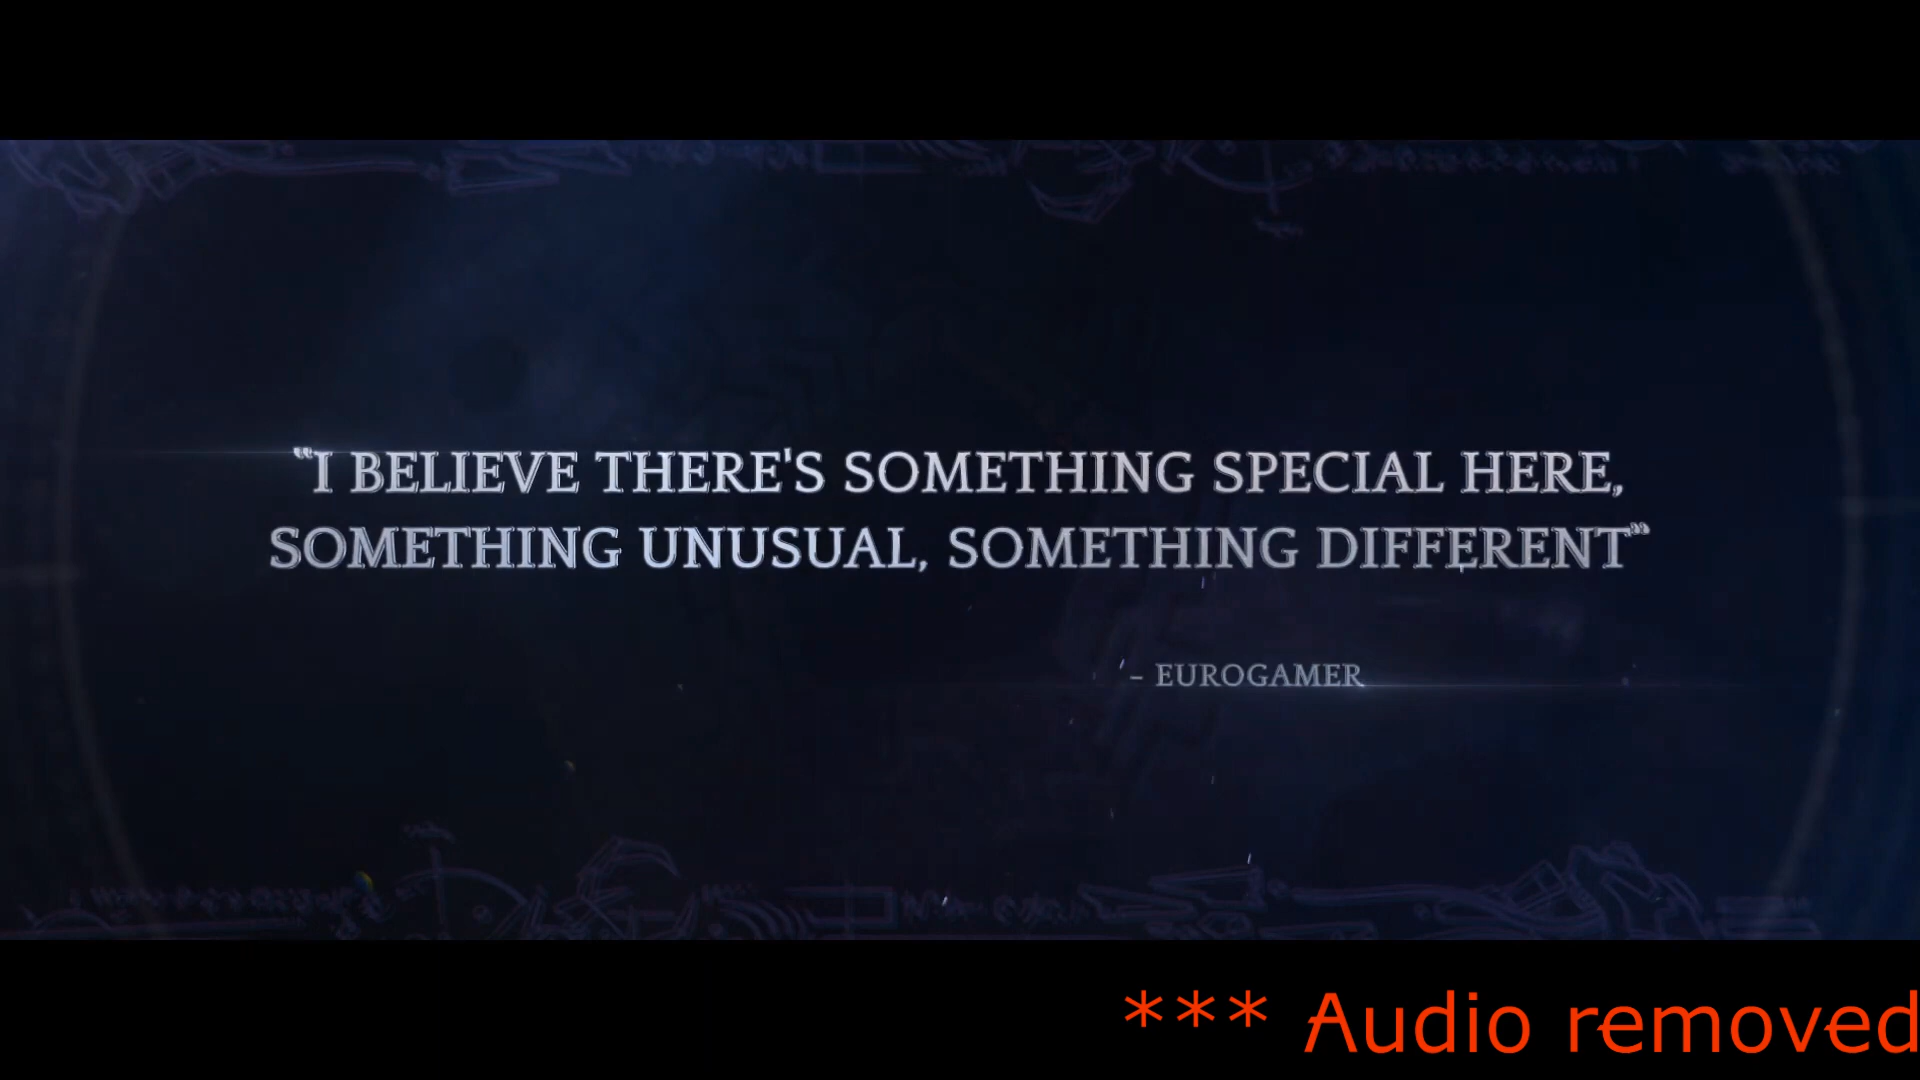 “I BELIEVE THERE'S SOMETHING SPECIAL HERE,
SOMETHING UNUSUAL, SOMETHING DIFFERENT”
– EUROGAMER
*** Audio removed